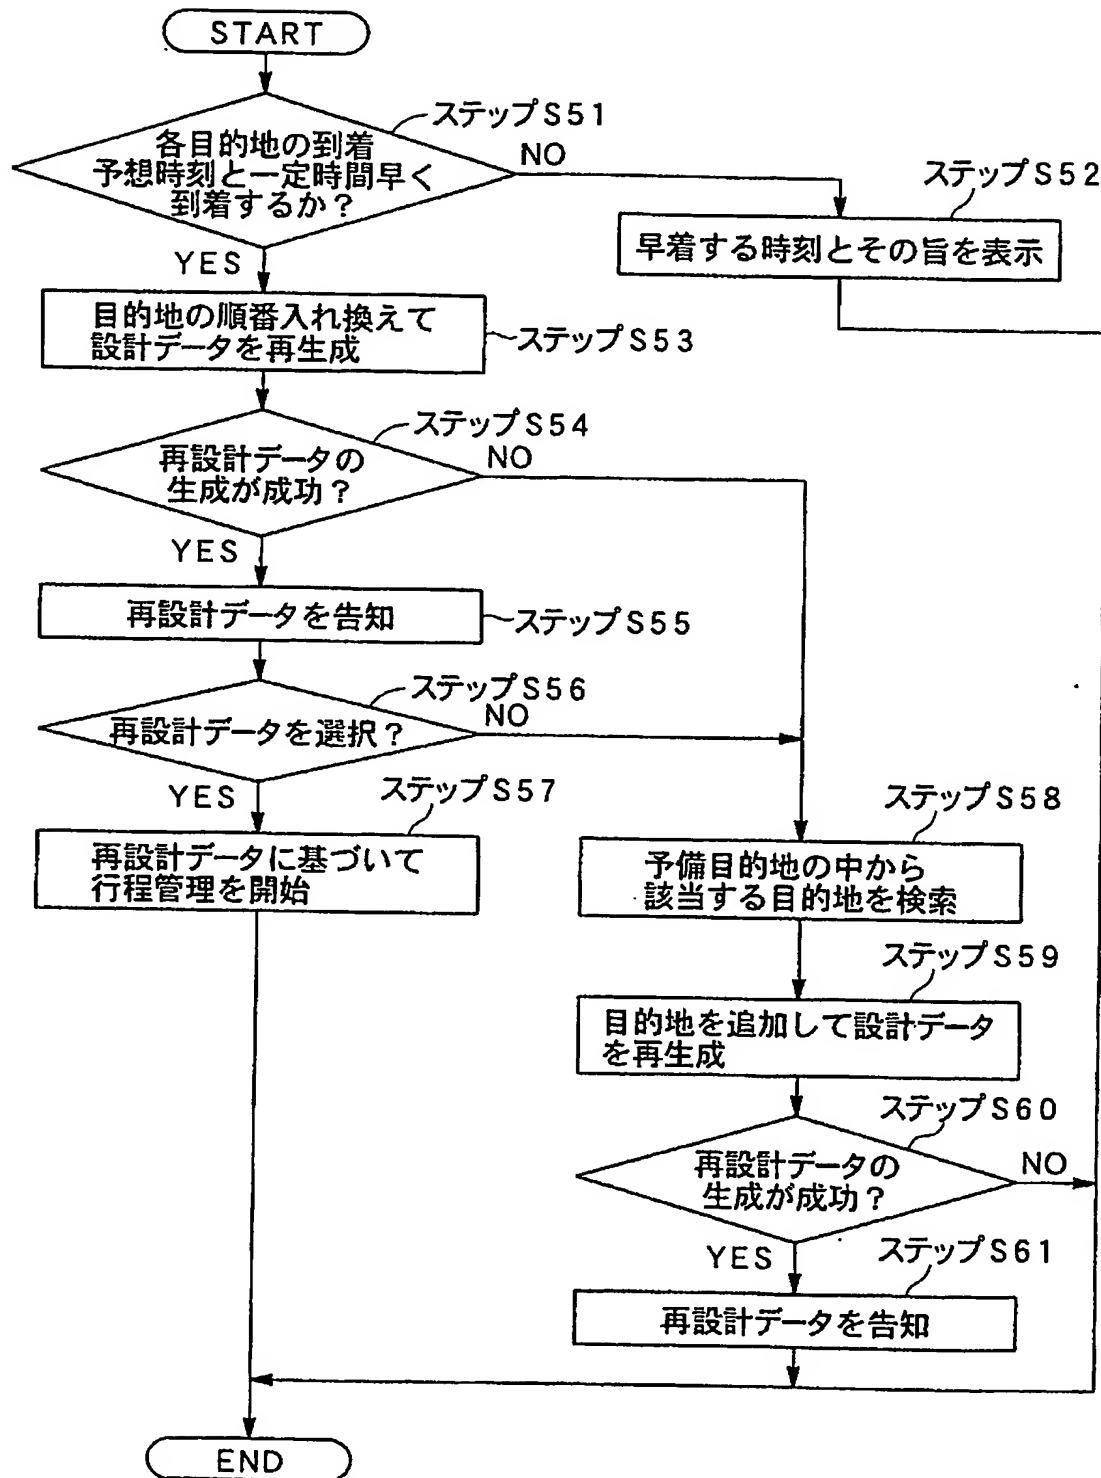 START
ステップS51
各目的地の到着
予想時刻と一定時間早く
到着するか？
NO
YES
ステップS52
早着する時刻とその旨を表示
目的地の順番入れ換えて
設計データを再生成
ステップS53
ステップS54
再設計データの
生成が成功？
NO
YES
再設計データを告知
ステップS55
ステップS56
再設計データを選択？
NO
YES
ステップS57
再設計データに基づいて
行程管理を開始
ステップS58
予備目的地の中から
該当する目的地を検索
ステップS59
目的地を追加して設計データ
を再生成
ステップS60
再設計データの
生成が成功？
NO
YES
ステップS61
再設計データを告知
END